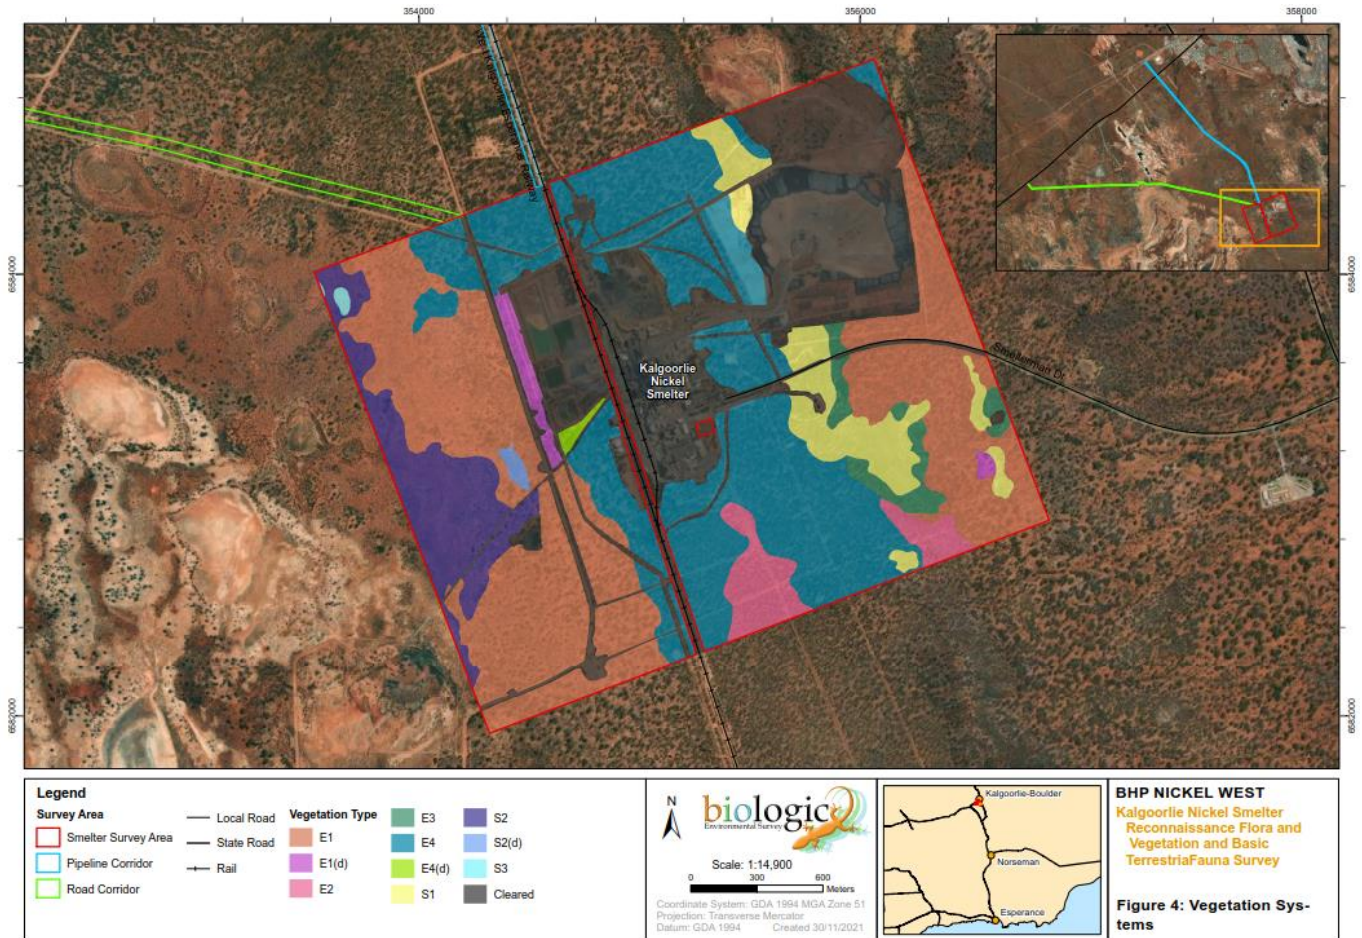 354000
356000
358000
6584000
6584000
Railway
Kalgoorlie
Nickel
Smelter
Smelterman Dr
6582000
6582000
Legend
Survey Area
Smelter Survey Area
Pipeline Corridor
Road Corridor
Local Road
State Road
Rail
Vegetation Type
E1
E1(d)
E2
E3
E4
E4(d)
S1
S2
S2(d)
S3
Cleared
N
biologic
Environmental Survey
Scale: 1:14,900
0 300 600
Meters
Coordinate System: GDA 1994 MGA Zone 51
Projection: Transverse Mercator
Datum: GDA 1994 Created 30/11/2021
Kalgoorlie-Boulder
Norseman
Esperance
BHP NICKEL WEST
Kalgoorlie Nickel Smelter
Reconnaissance Flora and
Vegetation and Basic
TerrestriaFauna Survey
Figure 4: Vegetation Sys-
tems